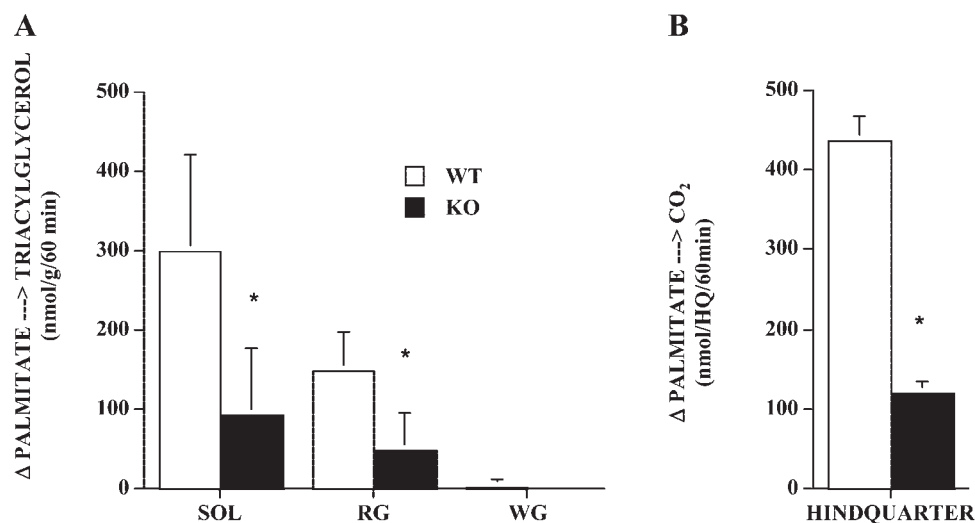 A
Δ PALMITATE ---> TRIACYLGLYCEROL
(nmol/g/60 min)
500
400
300
200
100
0
WT
KO
*
*
SOL RG WG
B
Δ PALMITATE ---> CO₂
(nmol/HQ/60min)
500
400
300
200
100
0
*
HINDQUARTER